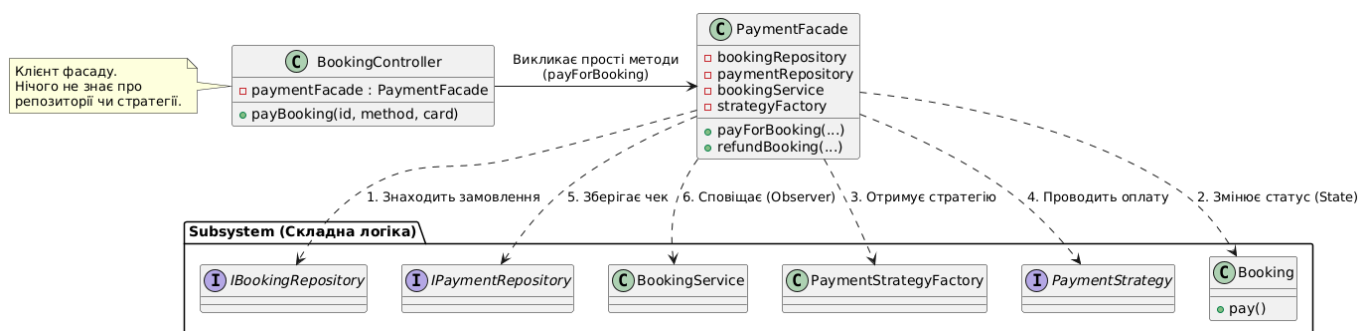 Клієнт фасаду.
Нічого не знає про
репозиторії чи стратегії.
C BookingController
paymentFacade : PaymentFacade
payBooking(id, method, card)
Викликає прості методи
(payForBooking)
C PaymentFacade
bookingRepository
paymentRepository
bookingService
strategyFactory
payForBooking(...)
refundBooking(...)
1. Знаходить замовлення
5. Зберігає чек
6. Сповіщає (Observer)
3. Отримує стратегію
4. Проводить оплату
2. Змінює статус (State)
Subsystem (Складна логіка)
I IBookingRepository
I IPaymentRepository
C BookingService
C PaymentStrategyFactory
I PaymentStrategy
C Booking
pay()